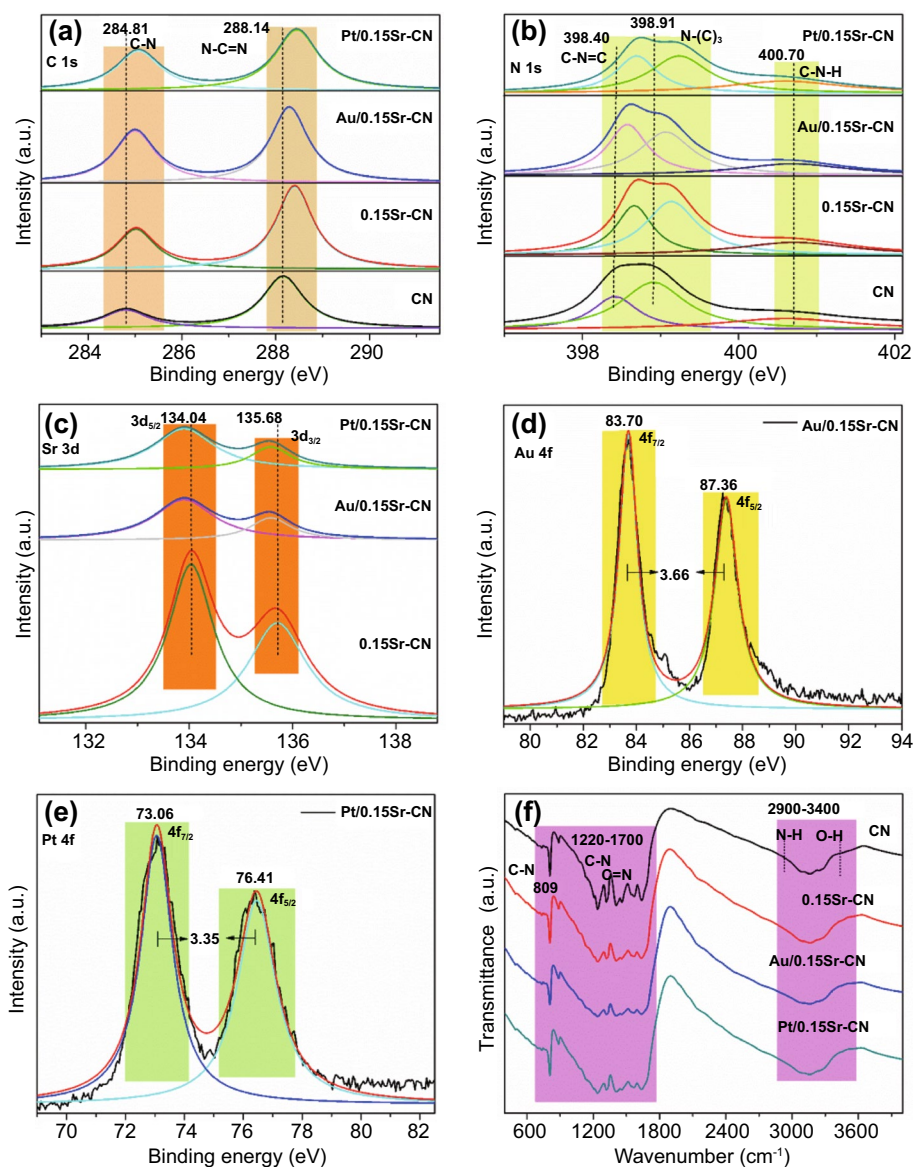 (a)
284.81
288.14
C-N
N-C=N
Pt/0.15Sr-CN
C 1s
Au/0.15Sr-CN
0.15Sr-CN
CN
Intensity (a.u.)
284 286 288 290
Binding energy (eV)
(b)
398.40
398.91
N-(C)₃
Pt/0.15Sr-CN
C-N=C
400.70
N 1s
C-N-H
Au/0.15Sr-CN
0.15Sr-CN
CN
Intensity (a.u.)
398 400 402
Binding energy (eV)
(c)
3d₅/₂
134.04
135.68
Pt/0.15Sr-CN
3d₃/₂
Sr 3d
Au/0.15Sr-CN
0.15Sr-CN
Intensity (a.u.)
132 134 136 138
Binding energy (eV)
(d)
83.70
Au/0.15Sr-CN
4f₇/₂
Au 4f
87.36
4f₅/₂
3.66
Intensity (a.u.)
80 82 84 86 88 90 92 94
Binding energy (eV)
(e)
73.06
Pt/0.15Sr-CN
4f₇/₂
Pt 4f
76.41
4f₅/₂
3.35
Intensity (a.u.)
70 72 74 76 78 80 82
Binding energy (eV)
(f)
2900-3400
1220-1700
N-H
O-H
CN
C-N
C-N
C=N
809
0.15Sr-CN
Au/0.15Sr-CN
Pt/0.15Sr-CN
Transmittance (a.u.)
600 1200 1800 2400 3000 3600
Wavenumber (cm⁻¹)